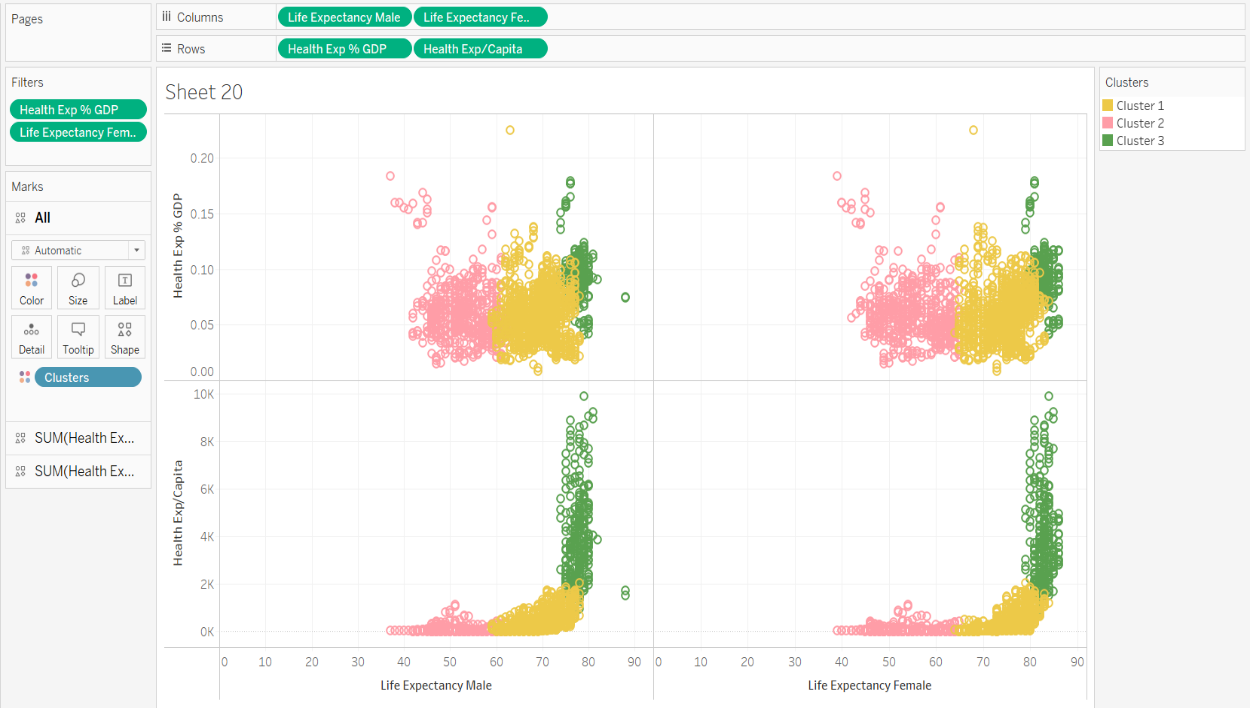 Pages
Columns
Life Expectancy Male
Life Expectancy Fe..
Rows
Health Exp % GDP
Health Exp/Capita
Filters
Health Exp % GDP
Life Expectancy Fem..
Marks
All
Automatic
Color
Size
Label
Detail
Tooltip
Shape
Clusters
SUM(Health Ex...
SUM(Health Ex...
Sheet 20
Health Exp % GDP
0.20
0.15
0.10
0.05
0.00
Health Exp/Capita
10K
8K
6K
4K
2K
0K
0 10 20 30 40 50 60 70 80 90
0 10 20 30 40 50 60 70 80 90
Life Expectancy Male
Life Expectancy Female
Clusters
Cluster 1
Cluster 2
Cluster 3